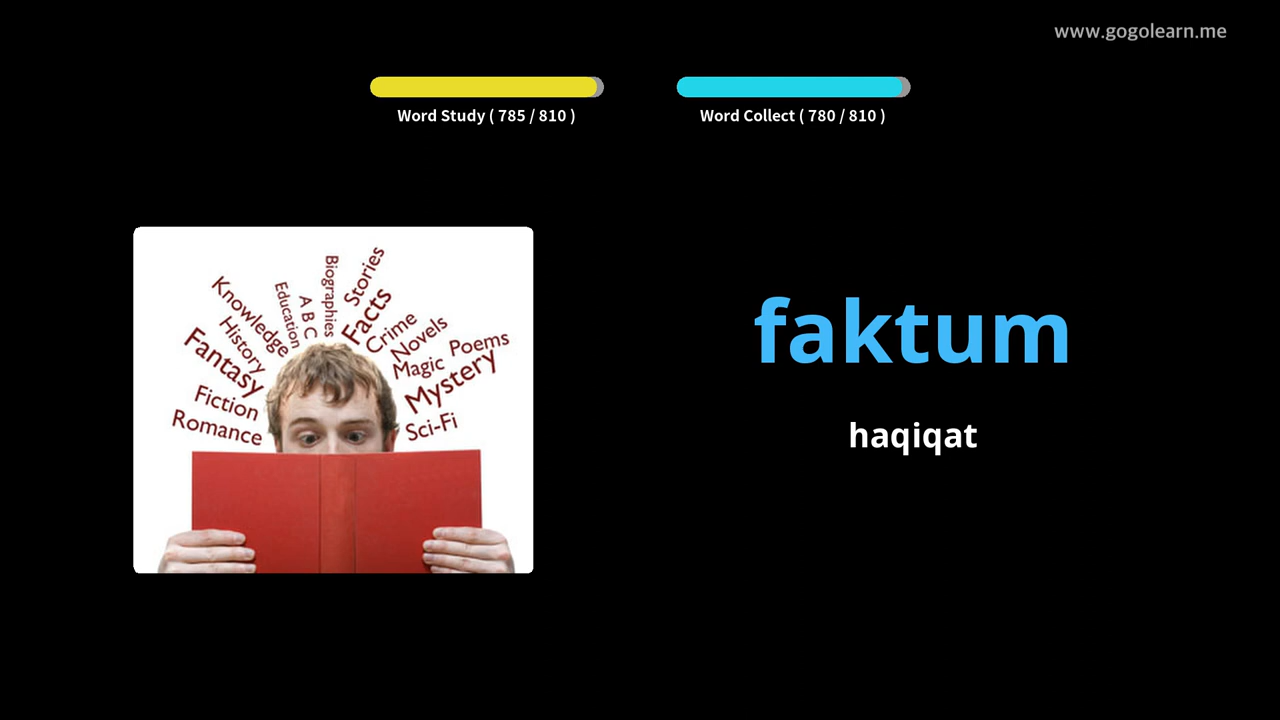 www.gogolearn.me
Word Study ( 785 / 810 )
Word Collect ( 780 / 810 )
Knowledge
History
Fantasy
Fiction
Romance
Education
A B C
Biographies
Stories
Facts
Crime
Novels
Magic
Poems
Mystery
Sci-Fi
faktum
haqiqat